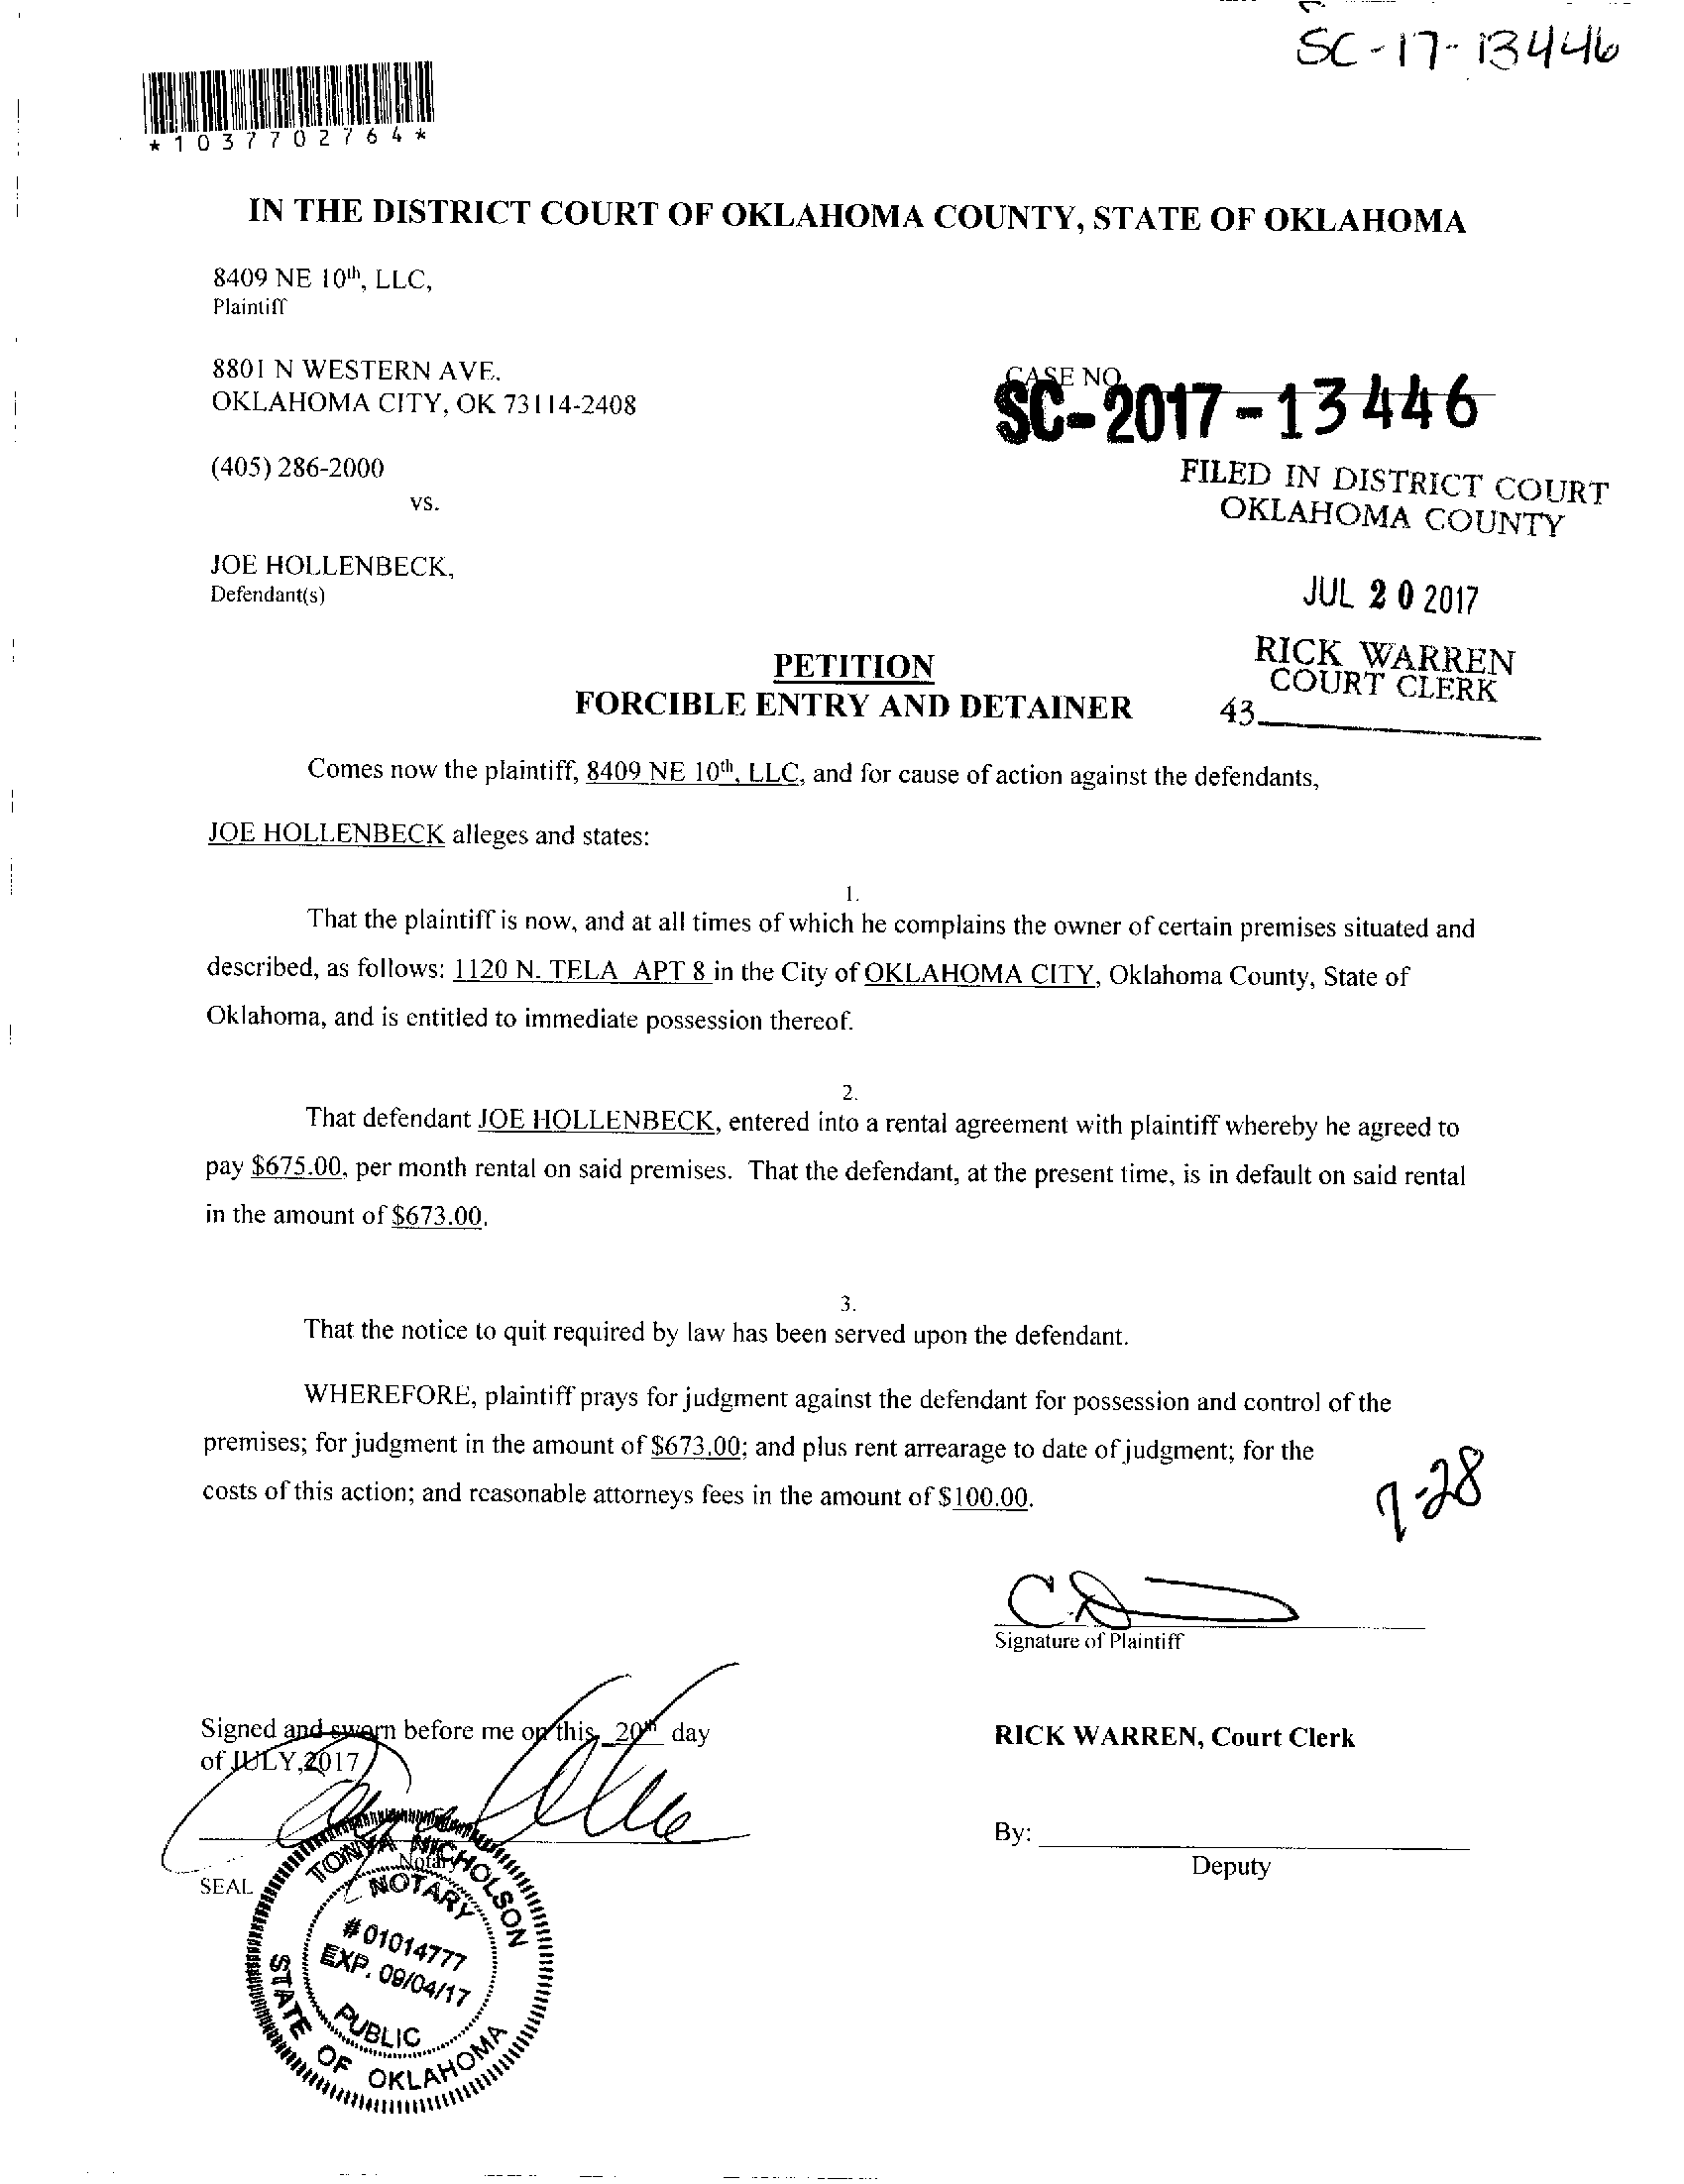 SC-17-13446
*1037702764*
IN THE DISTRICT COURT OF OKLAHOMA COUNTY, STATE OF OKLAHOMA
8409 NE 10th, LLC,
Plaintiff
8801 N WESTERN AVE.
OKLAHOMA CITY, OK 73114-2408
CASE NO.
SC-2017-13446
(405) 286-2000
FILED IN DISTRICT COURT
OKLAHOMA COUNTY
vs.
JOE HOLLENBECK,
Defendant(s)
JUL 20 2017
RICK WARREN
COURT CLERK
43
PETITION
FORCIBLE ENTRY AND DETAINER
Comes now the plaintiff, 8409 NE 10th, LLC, and for cause of action against the defendants,
JOE HOLLENBECK alleges and states:
1.
That the plaintiff is now, and at all times of which he complains the owner of certain premises situated and
described, as follows: 1120 N. TELA APT 8 in the City of OKLAHOMA CITY, Oklahoma County, State of
Oklahoma, and is entitled to immediate possession thereof.
2.
That defendant JOE HOLLENBECK, entered into a rental agreement with plaintiff whereby he agreed to
pay $675.00, per month rental on said premises. That the defendant, at the present time, is in default on said rental
in the amount of $673.00.
3.
That the notice to quit required by law has been served upon the defendant.
WHEREFORE, plaintiff prays for judgment against the defendant for possession and control of the
premises; for judgment in the amount of $673.00; and plus rent arrearage to date of judgment; for the
costs of this action; and reasonable attorneys fees in the amount of $100.00.
7-28
Signature of Plaintiff
Signed and sworn before me on this 20th day
of JULY,2017
RICK WARREN, Court Clerk
By:
Deputy
Notary
SEAL
TONYA NICHOLSON
NOTARY
#01014777
EXP. 09/04/17
PUBLIC
STATE OF OKLAHOMA